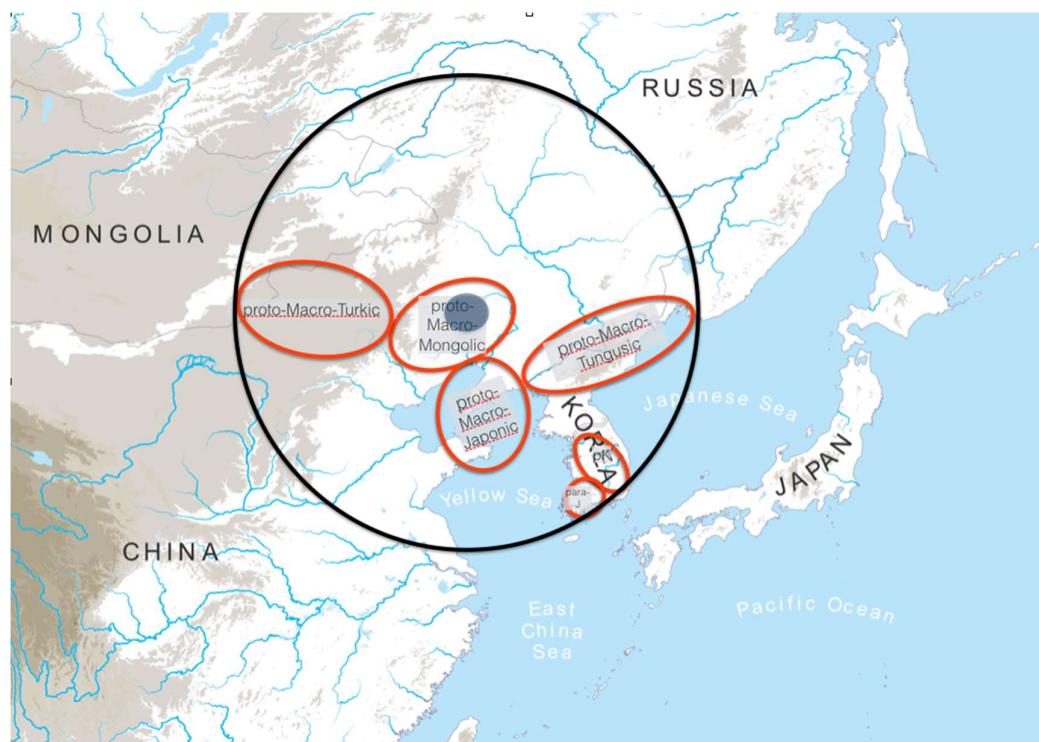 RUSSIA
MONGOLIA
proto-Macro-Turkic
proto-
Macro-
Mongolic
proto-Macro-
Tungusic
proto-
Macro-
Japonic
KOREA
pK
para-
J
Japanese Sea
JAPAN
Yellow Sea
CHINA
East
China
Sea
Pacific Ocean